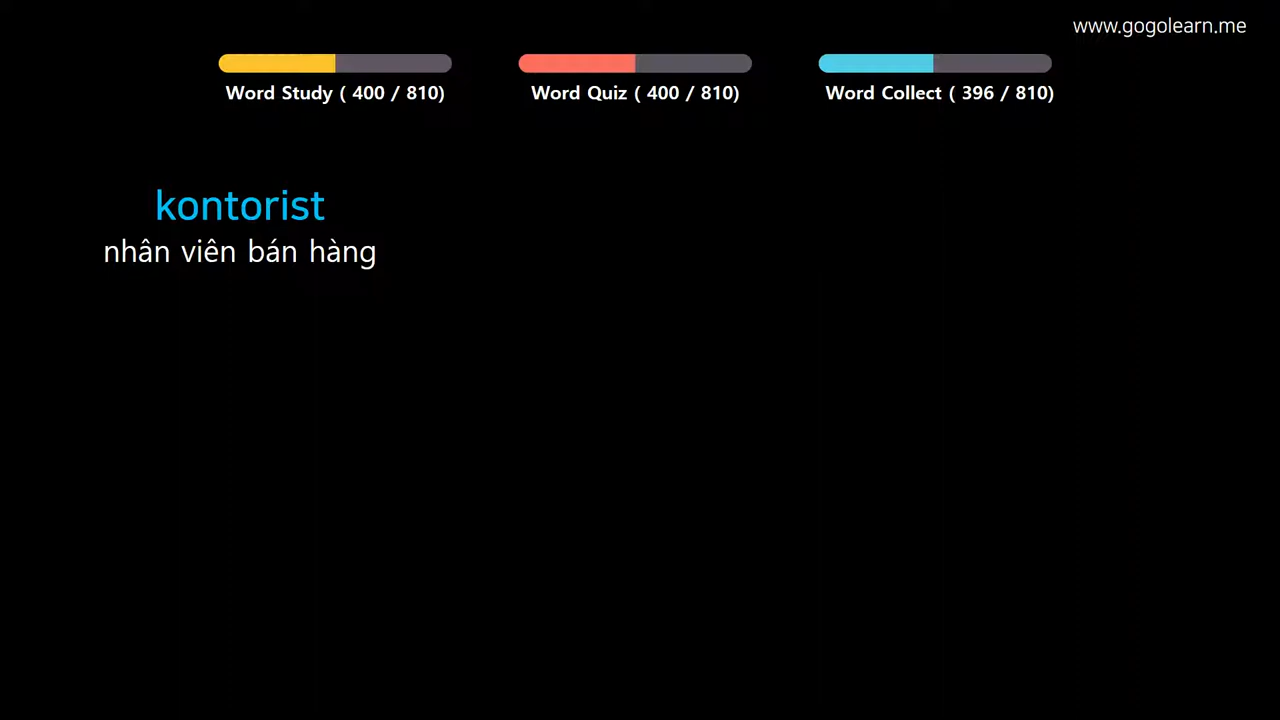 www.gogolearn.me
Word Study ( 400 / 810)
Word Quiz ( 400 / 810)
Word Collect ( 396 / 810)
kontorist
nhân viên bán hàng